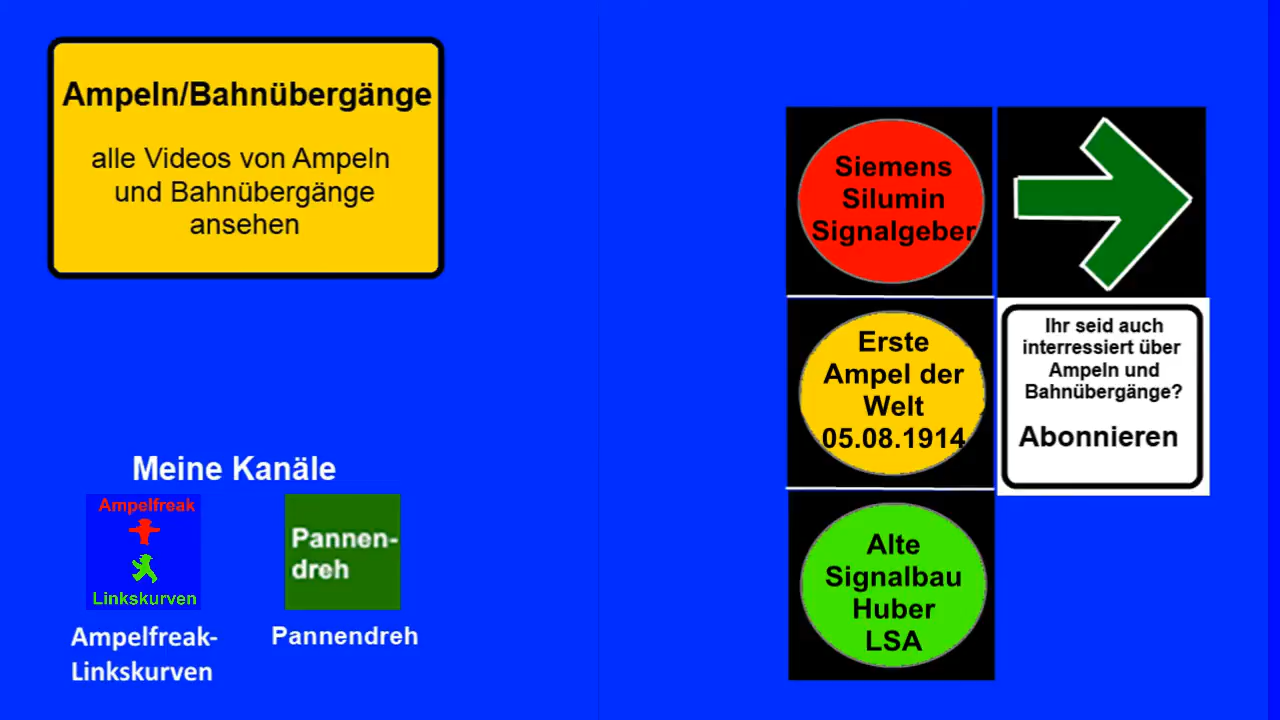 Ampeln/Bahnübergänge
alle Videos von Ampeln
und Bahnübergänge
ansehen
Meine Kanäle
Ampelfreak
Linkskurven
Ampelfreak-
Linkskurven
Pannen-
dreh
Pannendreh
Siemens
Silumin
Signalgeber
Erste
Ampel der
Welt
05.08.1914
Alte
Signalbau
Huber
LSA
Ihr seid auch
interressiert über
Ampeln und
Bahnübergänge?
Abonnieren